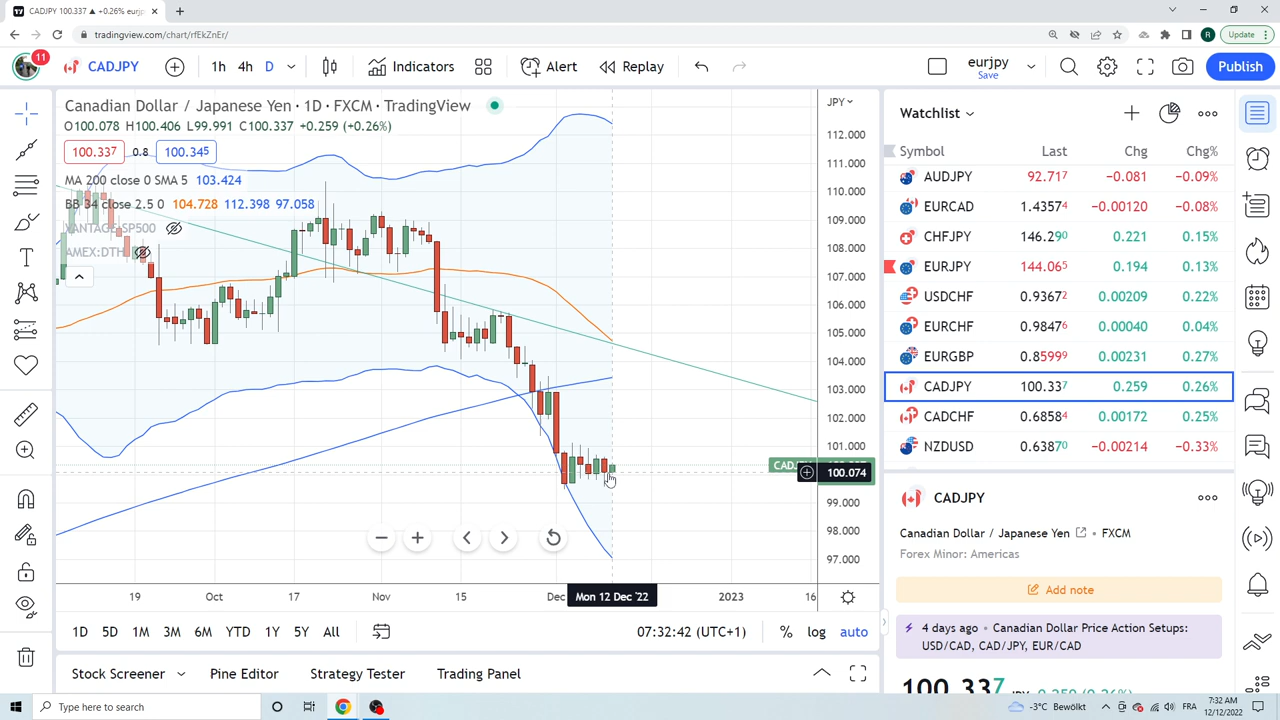 CADJPY 100.337 ▲ +0.26% eurjpy
tradingview.com/chart/rfEkZnEr/
R
Update
11
CADJPY
1h 4h D
Indicators
Alert
Replay
eurjpy
Save
Publish
Canadian Dollar / Japanese Yen · 1D · FXCM · TradingView
O100.078 H100.406 L99.991 C100.337 +0.259 (+0.26%)
100.337 0.8 100.345
MA 200 close 0 SMA 5 103.424
BB 34 close 2.5 0 104.728 112.398 97.058
VANTAGE:SP500
AMEX:DTH
JPY
112.000
111.000
110.000
109.000
108.000
107.000
106.000
105.000
104.000
103.000
102.000
101.000
100.074
99.000
98.000
97.000
CADJ
19 Oct 17 Nov 15 Dec Mon 12 Dec '22 2023 16
1D 5D 1M 3M 6M YTD 1Y 5Y All
07:32:42 (UTC+1) % log auto
Stock Screener Pine Editor Strategy Tester Trading Panel
Watchlist
Symbol Last Chg Chg%
AUDJPY 92.717 −0.081 −0.09%
EURCAD 1.43574 −0.00120 −0.08%
CHFJPY 146.290 0.221 0.15%
EURJPY 144.065 0.194 0.13%
USDCHF 0.93672 0.00209 0.22%
EURCHF 0.98476 0.00040 0.04%
EURGBP 0.85999 0.00231 0.27%
CADJPY 100.337 0.259 0.26%
CADCHF 0.68584 0.00172 0.25%
NZDUSD 0.63870 −0.00214 −0.33%
CADJPY
Canadian Dollar / Japanese Yen • FXCM
Forex Minor: Americas
Add note
4 days ago • Canadian Dollar Price Action Setups:
USD/CAD, CAD/JPY, EUR/CAD
100.337 JPY 0.259 (0.26%)
Type here to search
-3°C Bewölkt
FRA
7:32 AM
12/12/2022